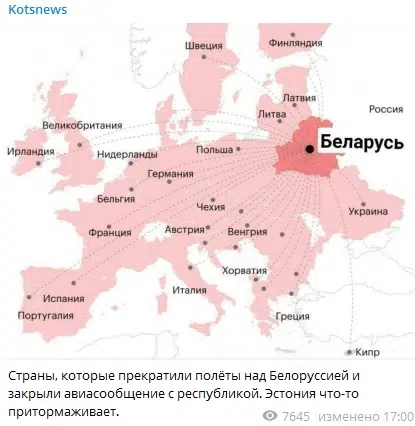 Kotsnews
Швеция
Финляндия
Латвия
Литва
Россия
Великобритания
Беларусь
Ирландия
Нидерланды
Польша
Германия
Бельгия
Чехия
Украина
Франция
Австрия
Венгрия
Хорватия
Испания
Италия
Португалия
Греция
Кипр
Страны, которые прекратили полёты над Белоруссией и
закрыли авиасообщение с республикой. Эстония что-то
притормаживает.
7645 изменено 17:00